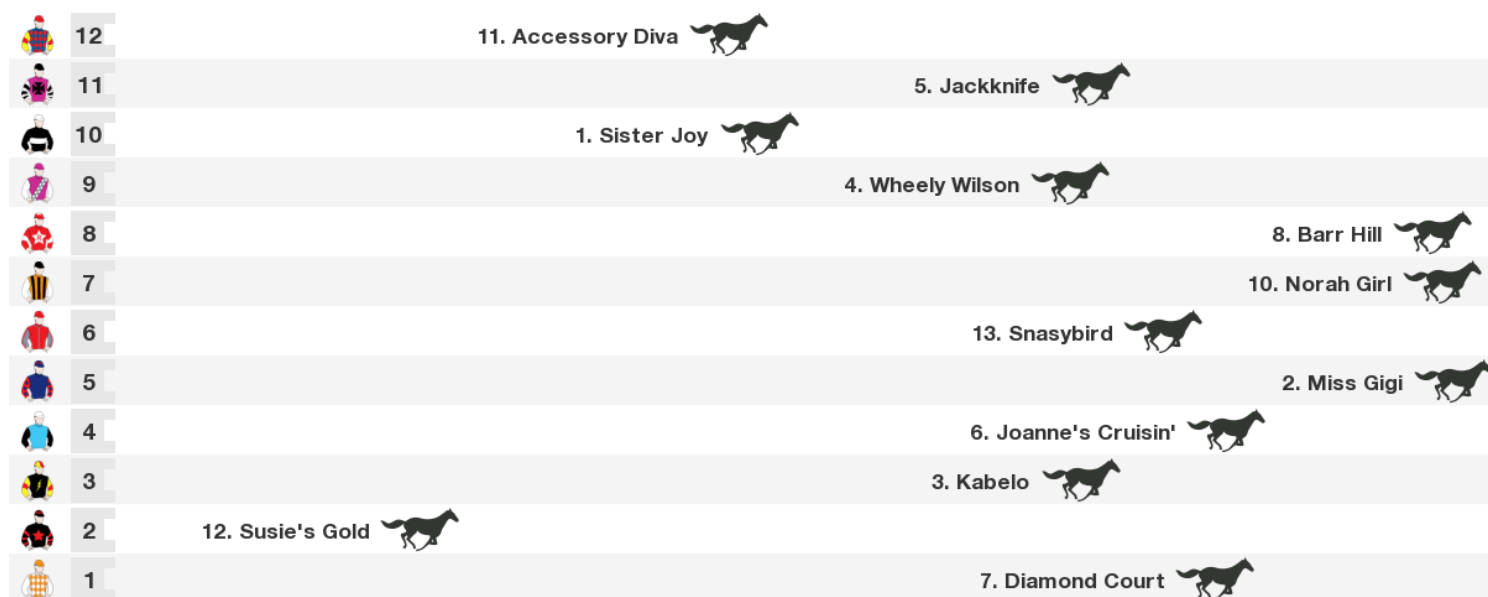 12 11. Accessory Diva
11 5. Jackknife
10 1. Sister Joy
9 4. Wheely Wilson
8 8. Barr Hill
7 10. Norah Girl
6 13. Snasybird
5 2. Miss Gigi
4 6. Joanne's Cruisin'
3 3. Kabelo
2 12. Susie's Gold
1 7. Diamond Court